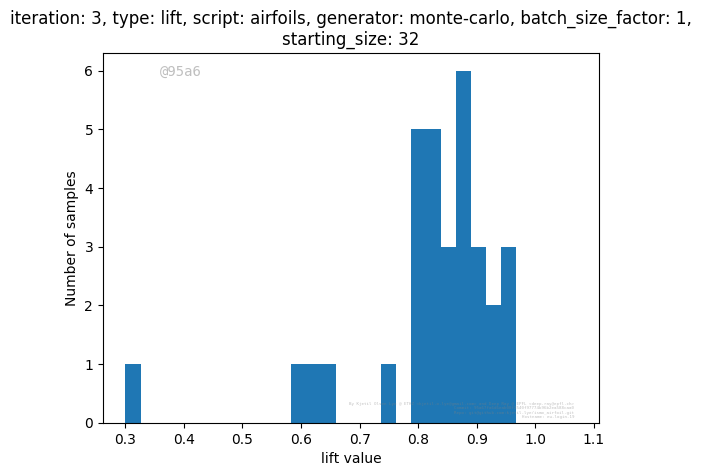 iteration: 3, type: lift, script: airfoils, generator: monte-carlo, batch_size_factor: 1,
starting_size: 32
@95a6
6
5
4
3
2
1
0
Number of samples
0.3 0.4 0.5 0.6 0.7 0.8 0.9 1.0 1.1
lift value